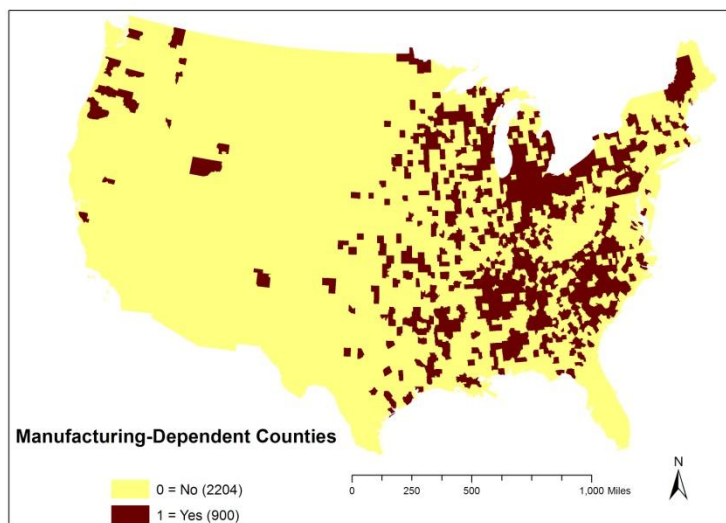 Manufacturing-Dependent Counties
0 = No (2204)
1 = Yes (900)
0 250 500 1,000 Miles
N